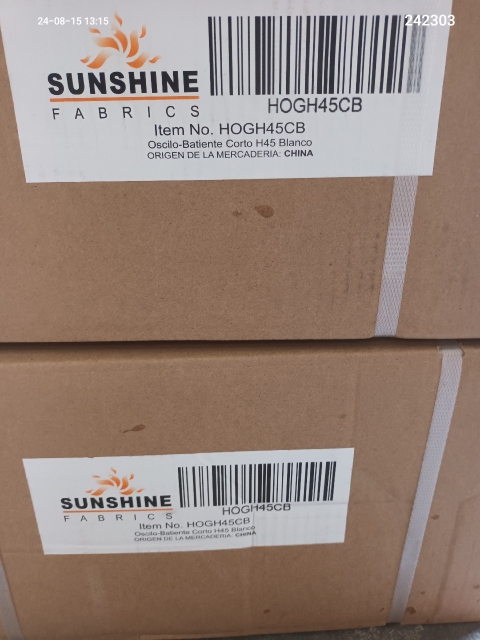 24-08-15 13:15
242303
SUNSHINE
FABRICS
HOGH45CB
Item No. HOGH45CB
Oscilo-Batiente Corto H45 Blanco
ORIGEN DE LA MERCADERIA: CHINA
SUNSHINE
FABRICS
HOGH45CB
Item No. HOGH45CB
Oscilo-Batiente Corto H45 Blanco
ORIGEN DE LA MERCADERIA: CHINA